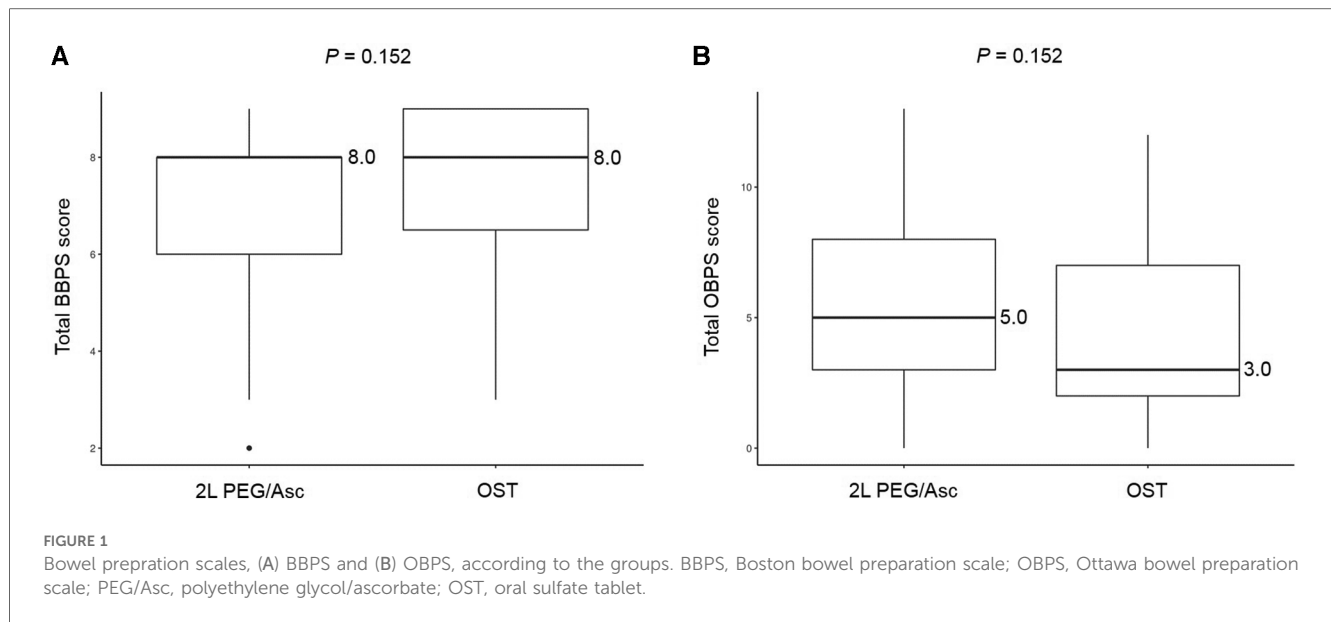 A
P = 0.152
Total BBPS score
8
6
4
2
8.0
8.0
2L PEG/Asc
OST
B
P = 0.152
Total OBPS score
10
5
0
5.0
3.0
2L PEG/Asc
OST
FIGURE 1
Bowel prepration scales, (A) BBPS and (B) OBPS, according to the groups. BBPS, Boston bowel preparation scale; OBPS, Ottawa bowel preparation
scale; PEG/Asc, polyethylene glycol/ascorbate; OST, oral sulfate tablet.